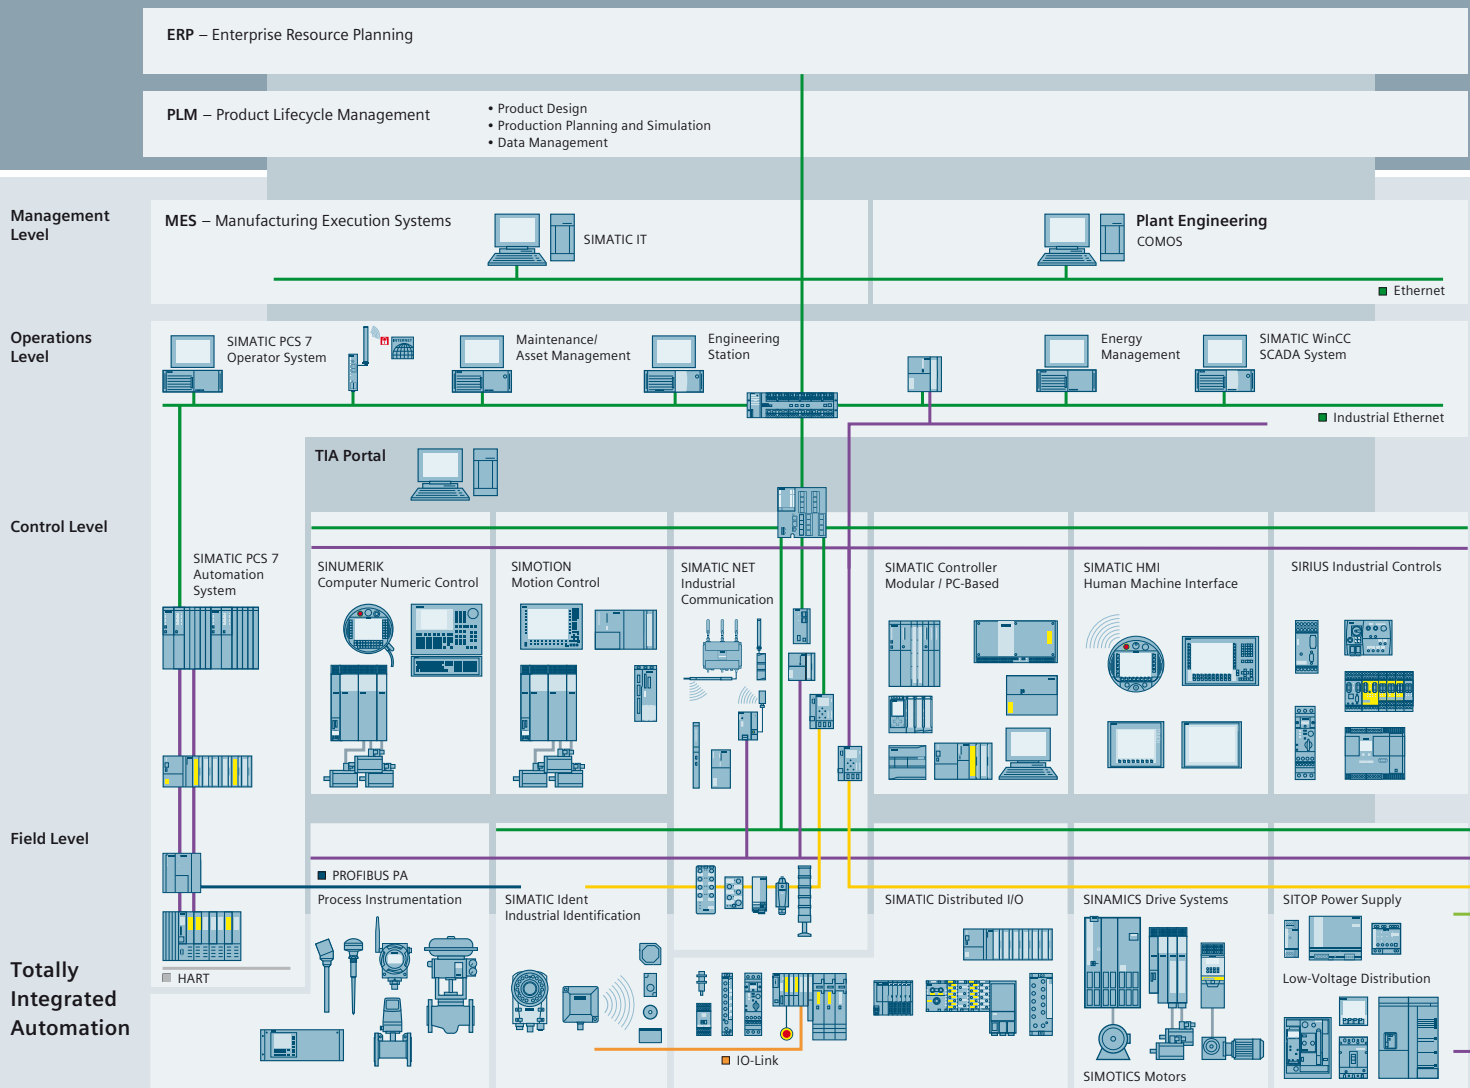 ERP – Enterprise Resource Planning
PLM – Product Lifecycle Management
• Product Design
• Production Planning and Simulation
• Data Management
Management
Level
MES – Manufacturing Execution Systems
SIMATIC IT
Plant Engineering
COMOS
Ethernet
Operations
Level
SIMATIC PCS 7
Operator System
INTERNET
Maintenance/
Asset Management
Engineering
Station
Energy
Management
SIMATIC WinCC
SCADA System
Industrial Ethernet
TIA Portal
Control Level
SIMATIC PCS 7
Automation
System
SINUMERIK
Computer Numeric Control
SIMOTION
Motion Control
SIMATIC NET
Industrial
Communication
SIMATIC Controller
Modular / PC-Based
SIMATIC HMI
Human Machine Interface
SIRIUS Industrial Controls
Field Level
PROFIBUS PA
Process Instrumentation
SIMATIC Ident
Industrial Identification
SIMATIC Distributed I/O
SINAMICS Drive Systems
SITOP Power Supply
HART
Low-Voltage Distribution
Totally
Integrated
Automation
IO-Link
SIMOTICS Motors